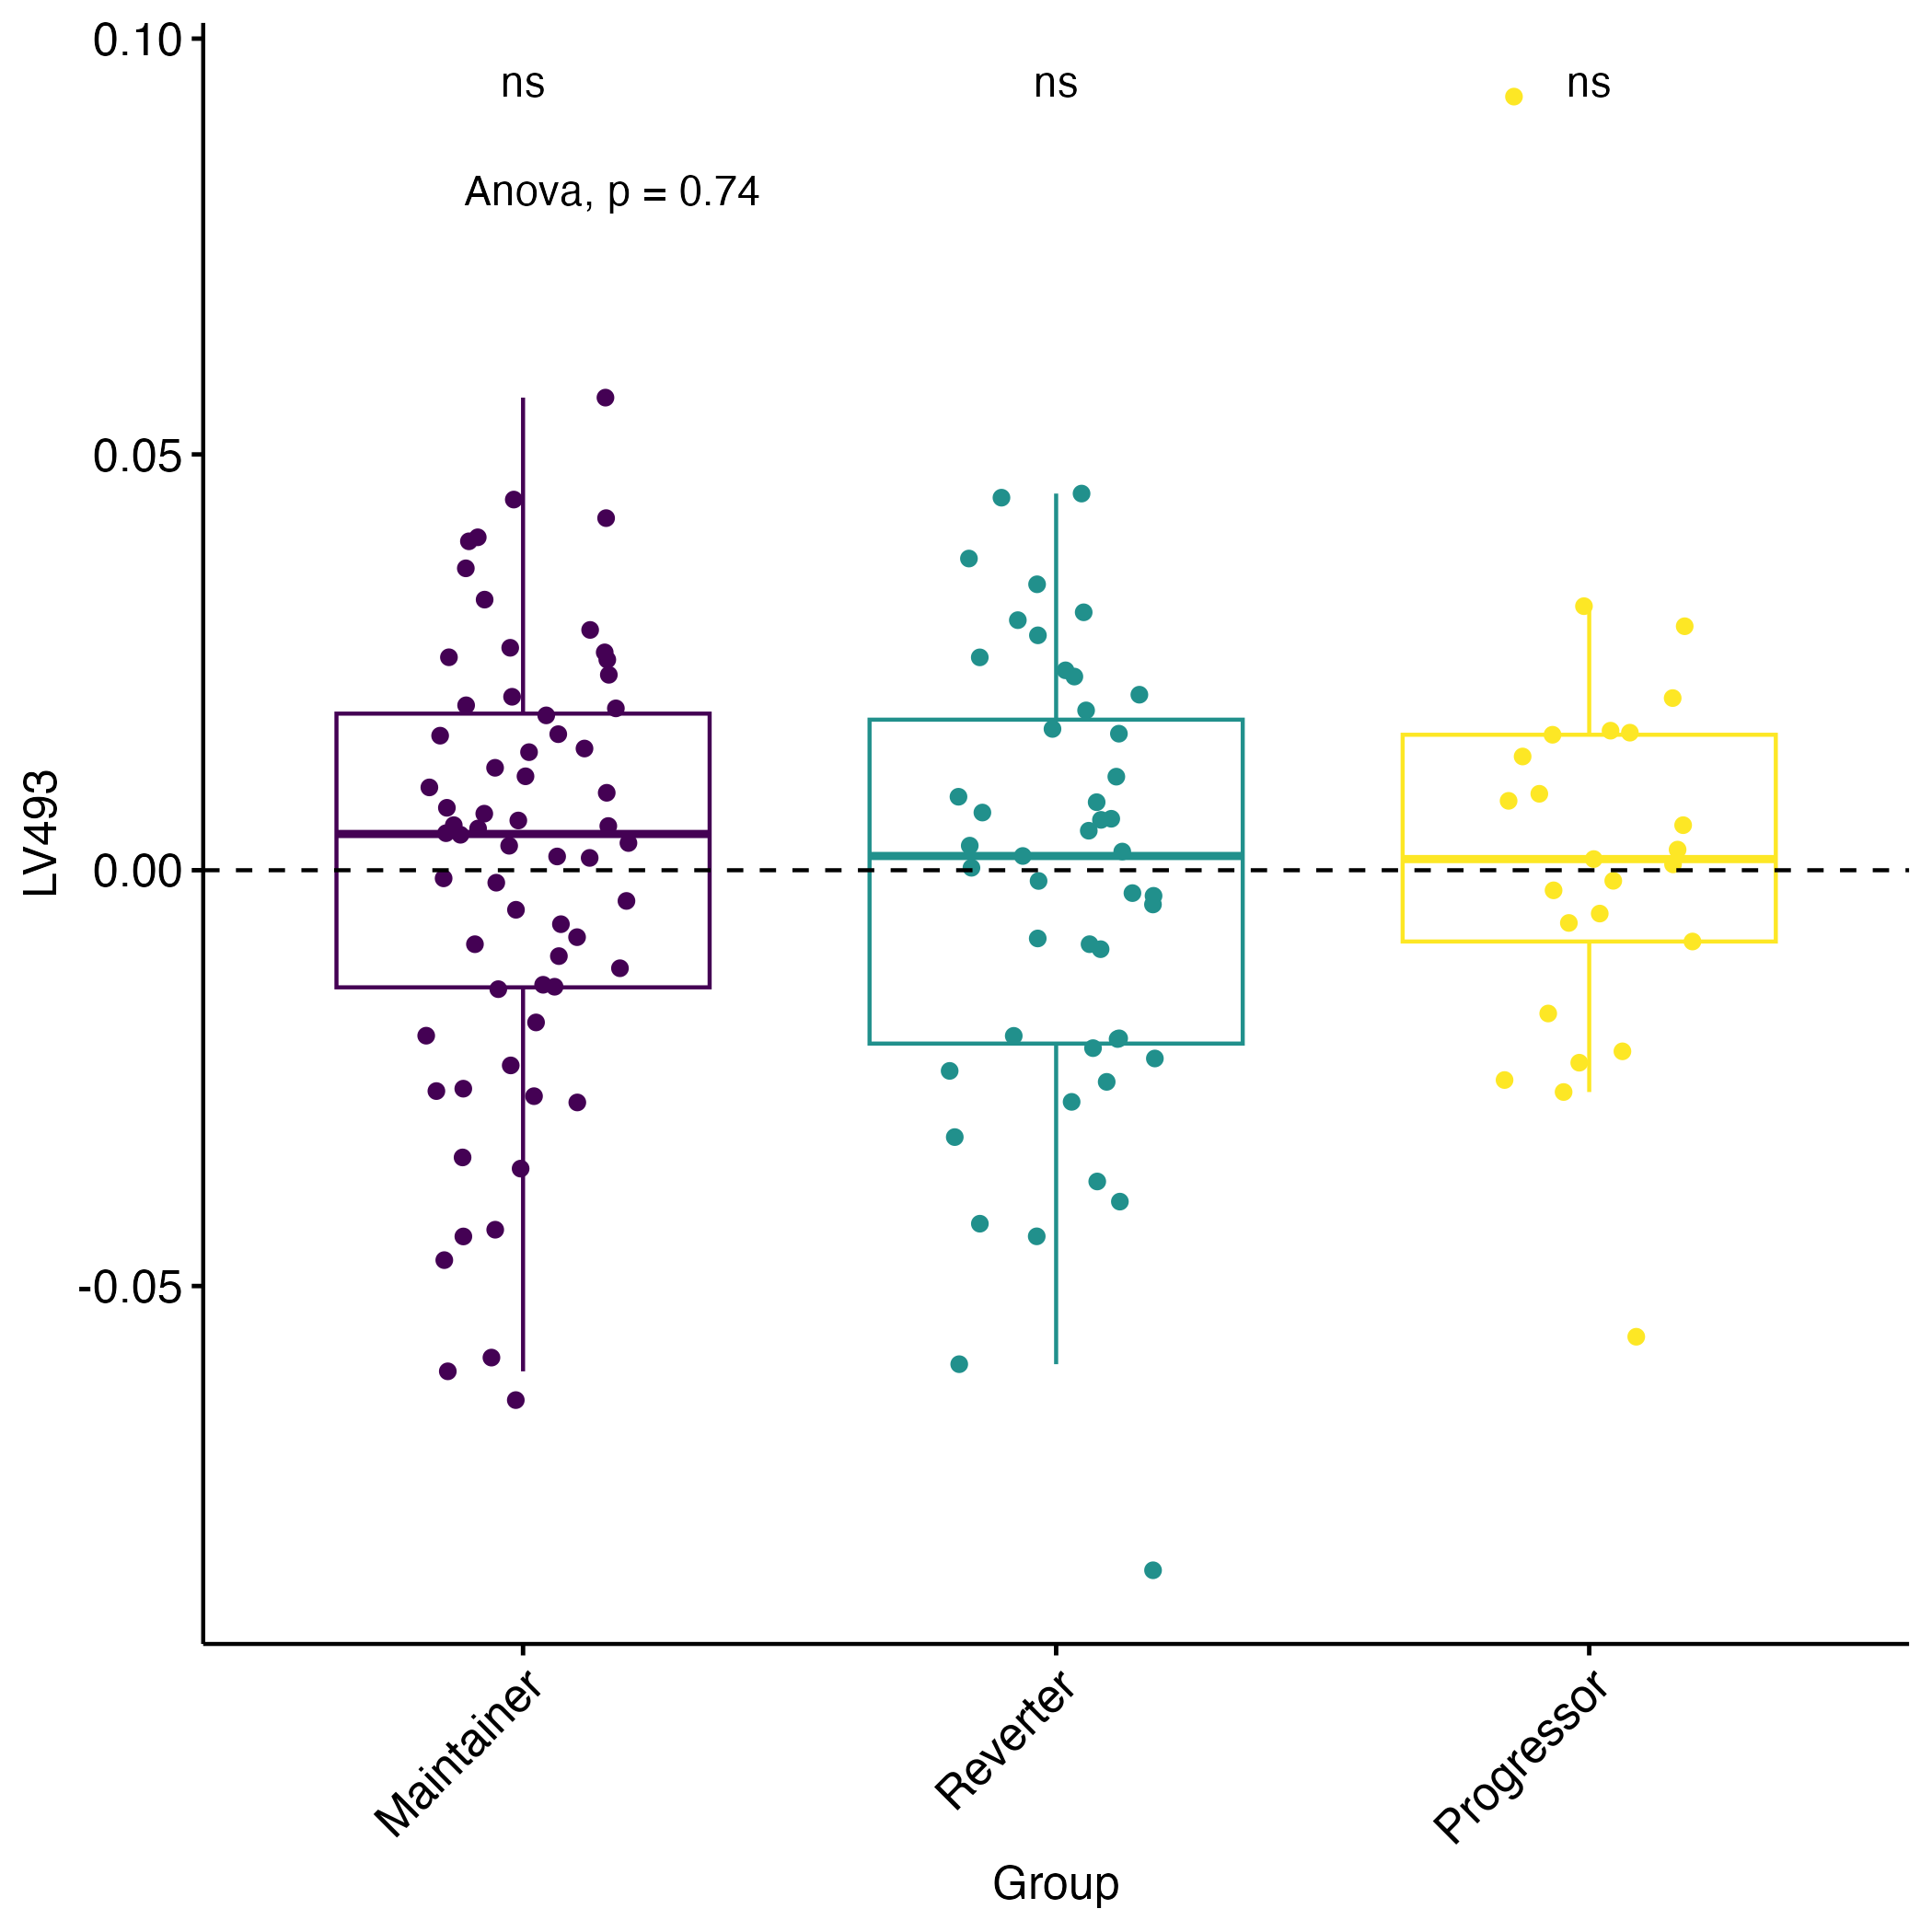 0.10
ns
ns
ns
Anova, p = 0.74
0.05
LV493
0.00
-0.05
Maintainer
Reverter
Progressor
Group